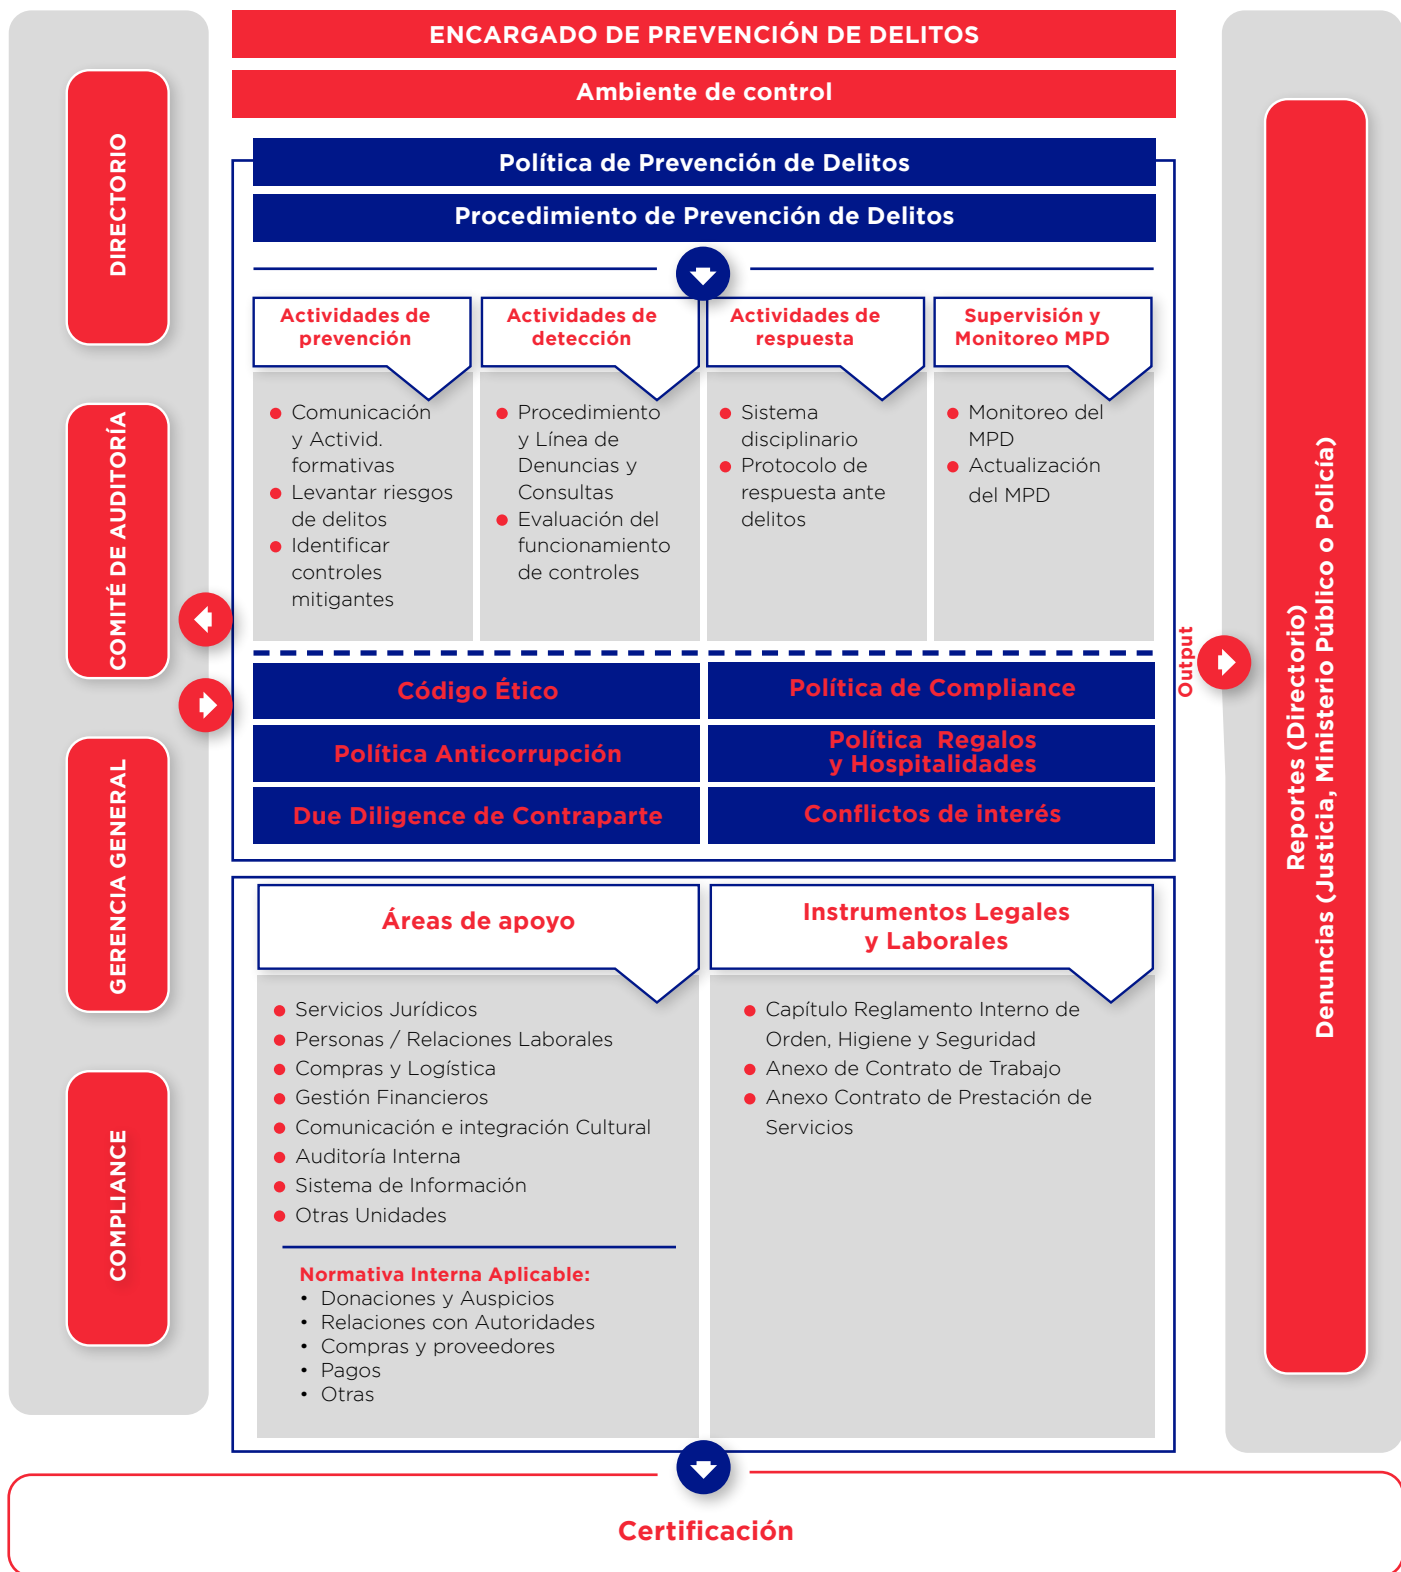 ENCARGADO DE PREVENCIÓN DE DELITOS
Ambiente de control
DIRECTORIO
COMITÉ DE AUDITORÍA
GERENCIA GENERAL
COMPLIANCE
Política de Prevención de Delitos
Procedimiento de Prevención de Delitos
Actividades de
prevención
● Comunicación
y Activid.
formativas
● Levantar riesgos
de delitos
● Identificar
controles
mitigantes
Actividades de
detección
● Procedimiento
y Línea de
Denuncias y
Consultas
● Evaluación del
funcionamiento
de controles
Actividades de
respuesta
● Sistema
disciplinario
● Protocolo de
respuesta ante
delitos
Supervisión y
Monitoreo MPD
● Monitoreo del
MPD
● Actualización
del MPD
Código Ético
Política de Compliance
Política Anticorrupción
Política Regalos
y Hospitalidades
Due Diligence de Contraparte
Conflictos de interés
Output
Reportes (Directorio)
Denuncias (Justicia, Ministerio Público o Policía)
Áreas de apoyo
● Servicios Jurídicos
● Personas / Relaciones Laborales
● Compras y Logística
● Gestión Financieros
● Comunicación e integración Cultural
● Auditoría Interna
● Sistema de Información
● Otras Unidades
Normativa Interna Aplicable:
• Donaciones y Auspicios
• Relaciones con Autoridades
• Compras y proveedores
• Pagos
• Otras
Instrumentos Legales
y Laborales
● Capítulo Reglamento Interno de
Orden, Higiene y Seguridad
● Anexo de Contrato de Trabajo
● Anexo Contrato de Prestación de
Servicios
Certificación